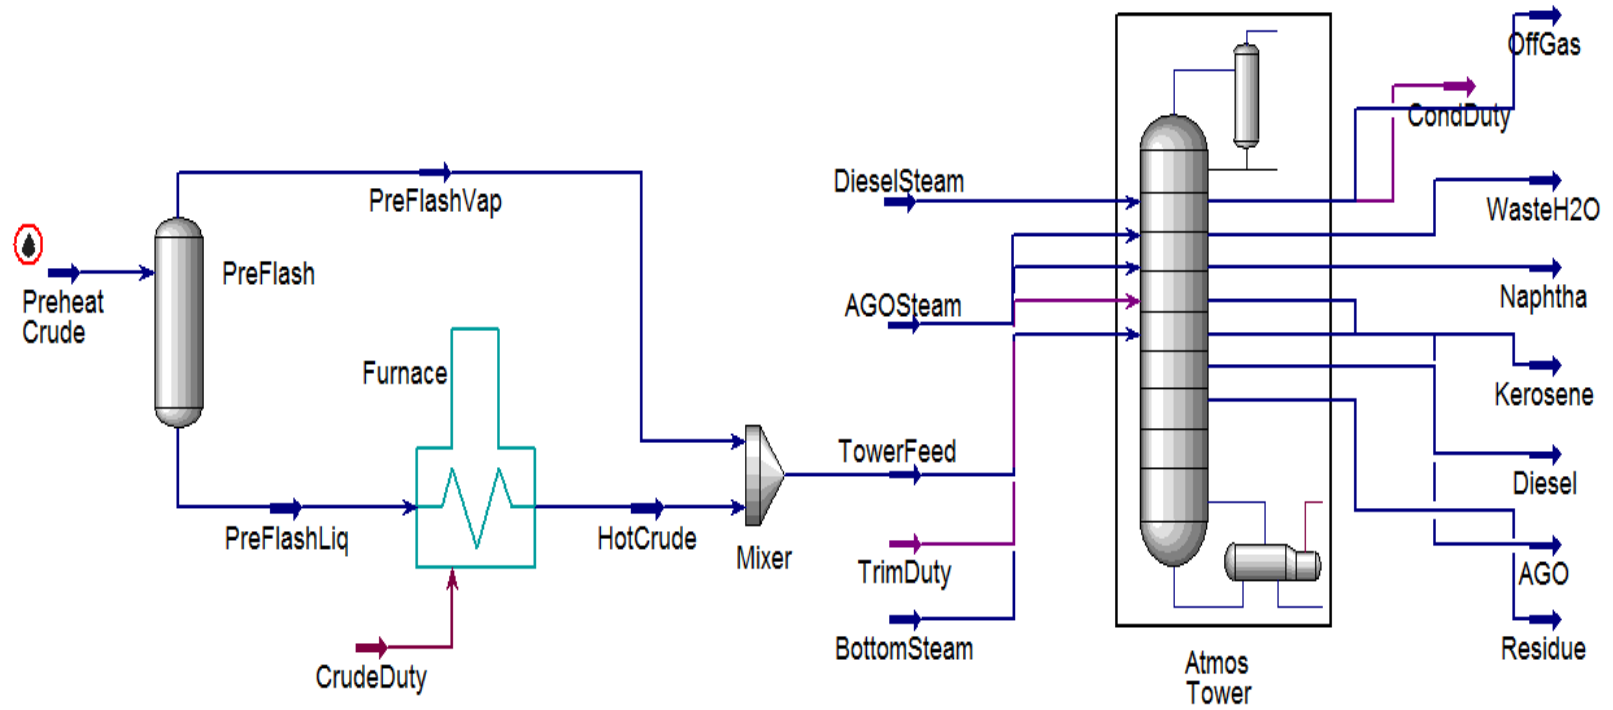 OffGas
CondDuty
DieselSteam
PreFlashVap
WasteH2O
PreFlash
Preheat
Crude
AGOSteam
Naphtha
Furnace
Kerosene
TowerFeed
Diesel
PreFlashLiq
HotCrude
Mixer
TrimDuty
AGO
BottomSteam
Residue
CrudeDuty
Atmos
Tower